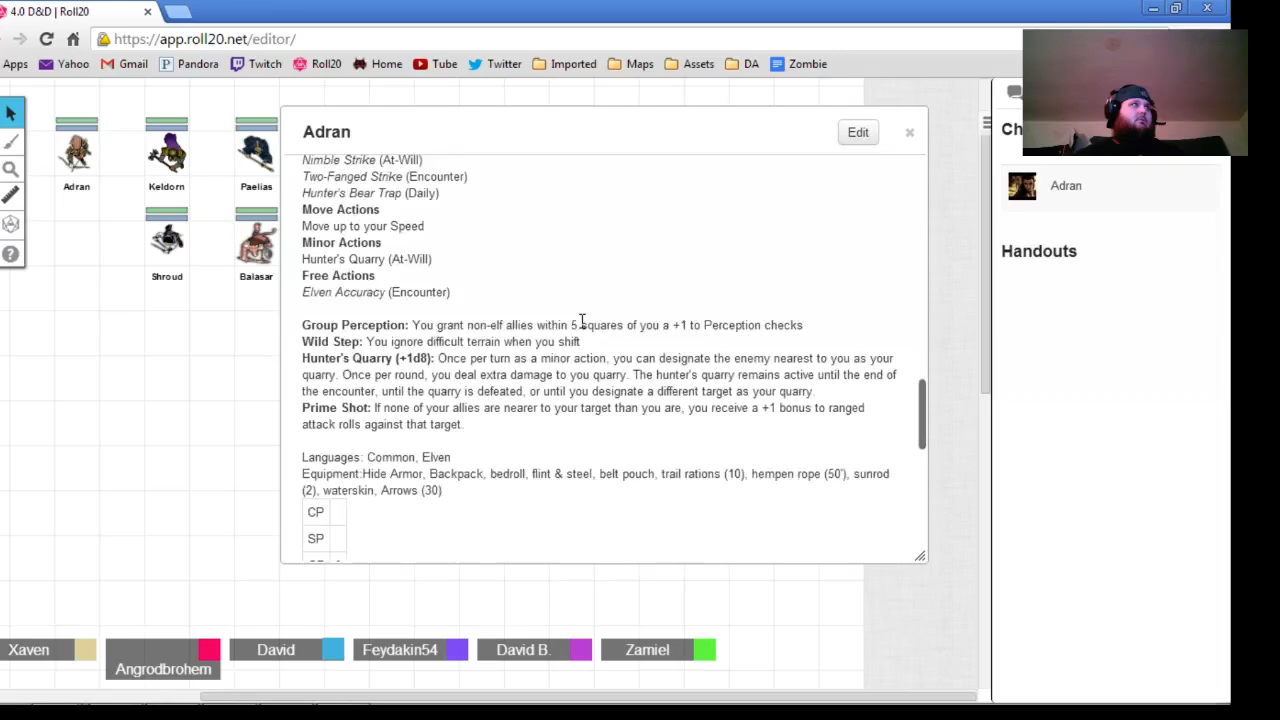 4.0 D&D | Roll20
https://app.roll20.net/editor/
Apps Yahoo Gmail Pandora Twitch Roll20 Home Tube Twitter Imported Maps Assets DA Zombie
Adran
Edit
Nimble Strike (At-Will)
Two-Fanged Strike (Encounter)
Hunter's Bear Trap (Daily)
Move Actions
Move up to your Speed
Minor Actions
Hunter's Quarry (At-Will)
Free Actions
Elven Accuracy (Encounter)
Group Perception: You grant non-elf allies within 5 squares of you a +1 to Perception checks
Wild Step: You ignore difficult terrain when you shift
Hunter's Quarry (+1d8): Once per turn as a minor action, you can designate the enemy nearest to you as your
quarry. Once per round, you deal extra damage to you quarry. The hunter's quarry remains active until the end of
the encounter, until the quarry is defeated, or until you designate a different target as your quarry.
Prime Shot: If none of your allies are nearer to your target than you are, you receive a +1 bonus to ranged
attack rolls against that target.
Languages: Common, Elven
Equipment:Hide Armor, Backpack, bedroll, flint & steel, belt pouch, trail rations (10), hempen rope (50'), sunrod
(2), waterskin, Arrows (30)
CP
SP
Adran Keldorn Paelias
Shroud Balasar
Ch
Adran
Handouts
Xaven Angrodbrohem David Feydakin54 David B. Zamiel